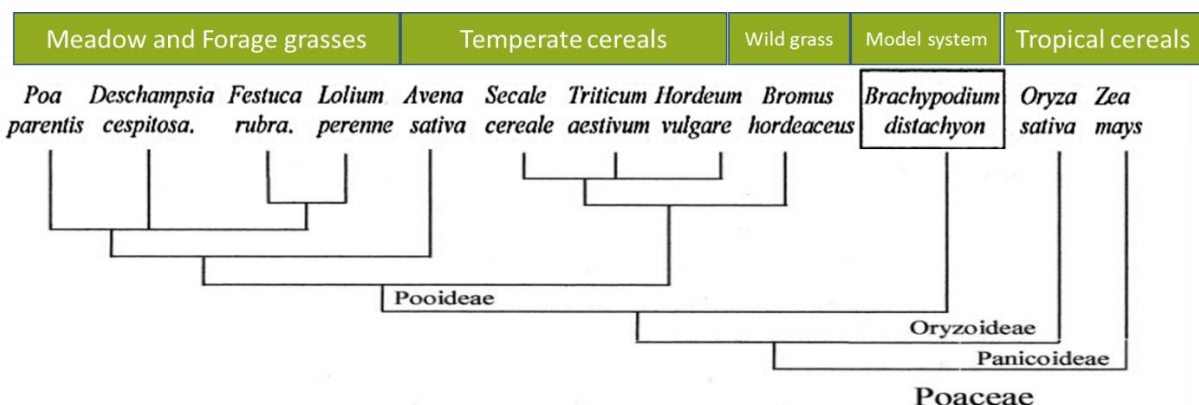 Meadow and Forage grasses
Temperate cereals
Wild grass
Model system
Tropical cereals
Poa
parentis
Deschampsia
cespitosa.
Festuca
rubra.
Lolium
perenne
Avena
sativa
Secale
cereale
Triticum
aestivum
Hordeum
vulgare
Bromus
hordeaceus
Brachypodium
distachyon
Oryza
sativa
Zea
mays
Pooideae
Oryzoideae
Panicoideae
Poaceae